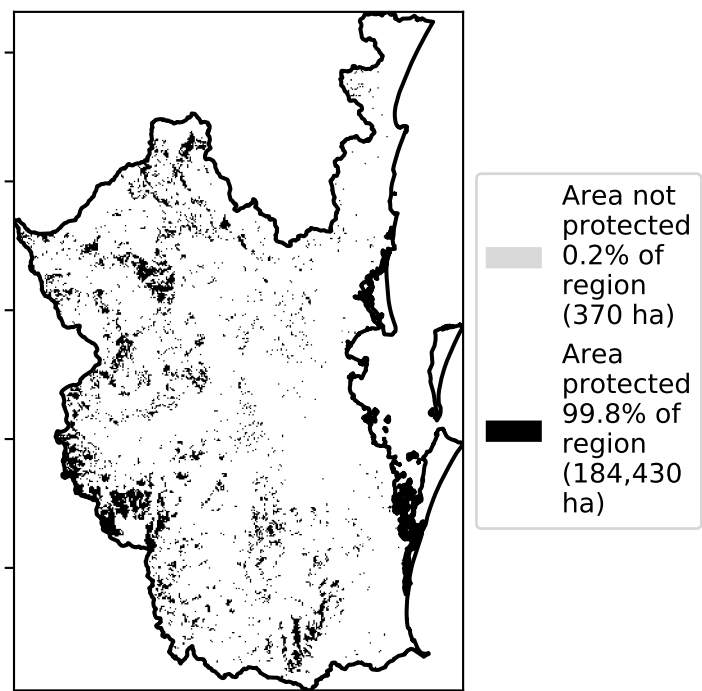 Area not
protected
0.2% of
region
(370 ha)
Area
protected
99.8% of
region
(184,430
ha)